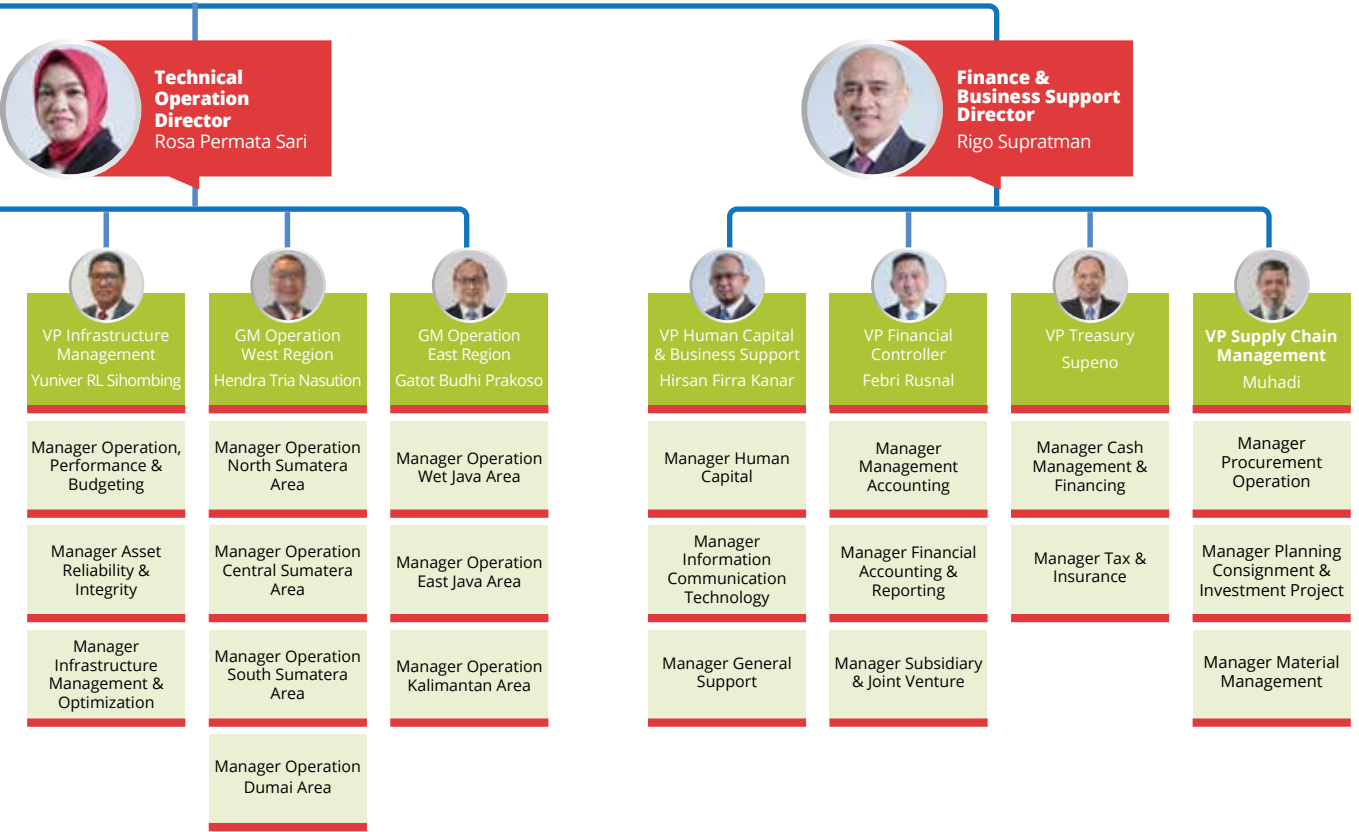 Technical
Operation
Director
Rosa Permata Sari
Finance &
Business Support
Director
Rigo Supratman
VP Infrastructure
Management
Yuniver RL Sihombing
GM Operation
West Region
Hendra Tria Nasution
GM Operation
East Region
Gatot Budhi Prakoso
VP Human Capital
& Business Support
Hirsan Firra Kanar
VP Financial
Controller
Febri Rusnal
VP Treasury
Supeno
VP Supply Chain
Management
Muhadi
Manager Operation,
Performance &
Budgeting
Manager Operation
North Sumatera
Area
Manager Operation
Wet Java Area
Manager Human
Capital
Manager
Management
Accounting
Manager Cash
Management &
Financing
Manager
Procurement
Operation
Manager Asset
Reliability &
Integrity
Manager Operation
Central Sumatera
Area
Manager Operation
East Java Area
Manager
Information
Communication
Technology
Manager Financial
Accounting &
Reporting
Manager Tax &
Insurance
Manager Planning
Consignment &
Investment Project
Manager
Infrastructure
Management &
Optimization
Manager Operation
South Sumatera
Area
Manager Operation
Kalimantan Area
Manager General
Support
Manager Subsidiary
& Joint Venture
Manager Material
Management
Manager Operation
Dumai Area